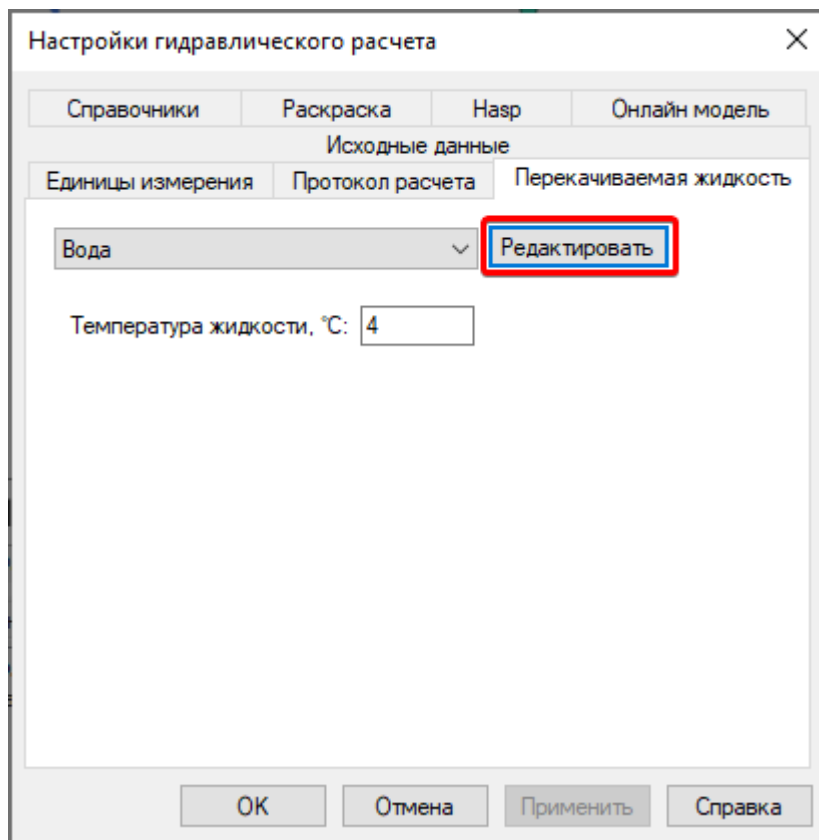 Настройки гидравлического расчета
Справочники Раскраска Hasp Онлайн модель
Исходные данные
Единицы измерения Протокол расчета Перекачиваемая жидкость
Вода Редактировать
Температура жидкости, °C: 4
OK Отмена Применить Справка